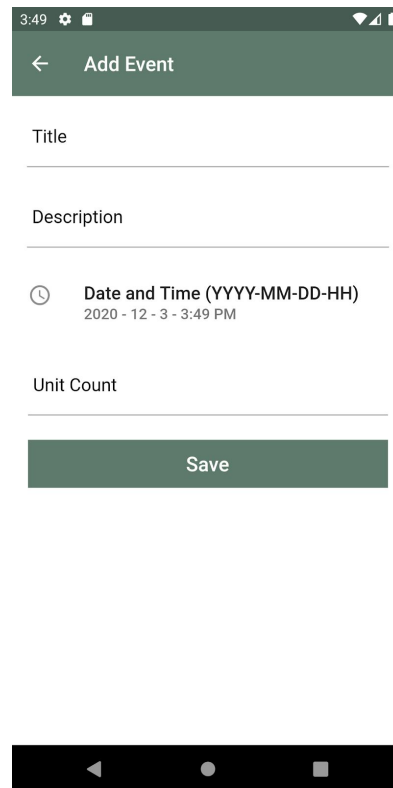 3:49
Add Event
Title
Description
Date and Time (YYYY-MM-DD-HH)
2020 - 12 - 3 - 3:49 PM
Unit Count
Save